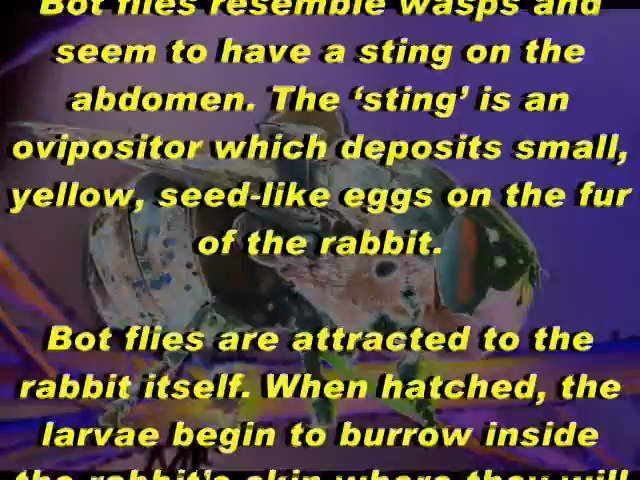 Bot flies resemble wasps and
seem to have a sting on the
abdomen. The ‘sting’ is an
ovipositor which deposits small,
yellow, seed-like eggs on the fur
of the rabbit.
Bot flies are attracted to the
rabbit itself. When hatched, the
larvae begin to burrow inside
the rabbit's skin where they will